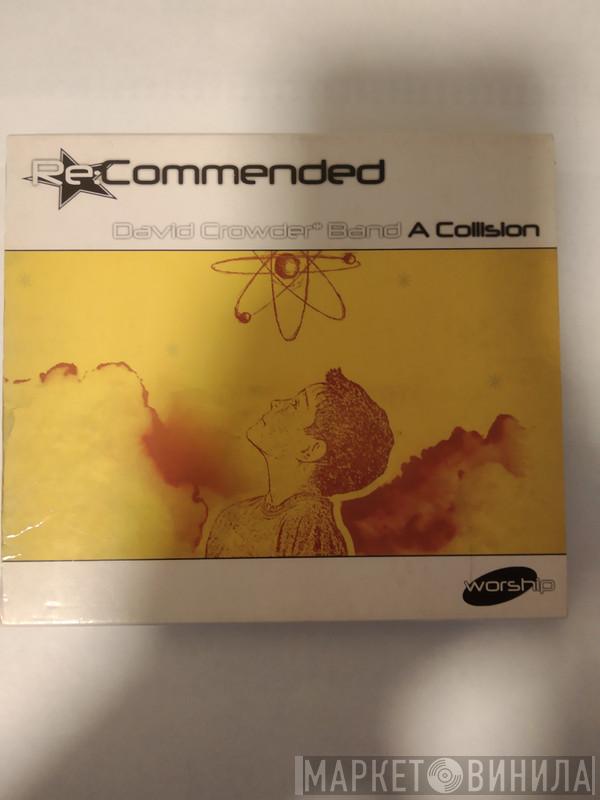 Re:Commended
David Crowder* Band A Collision
worship
МАРКЕТ ВИНИЛА